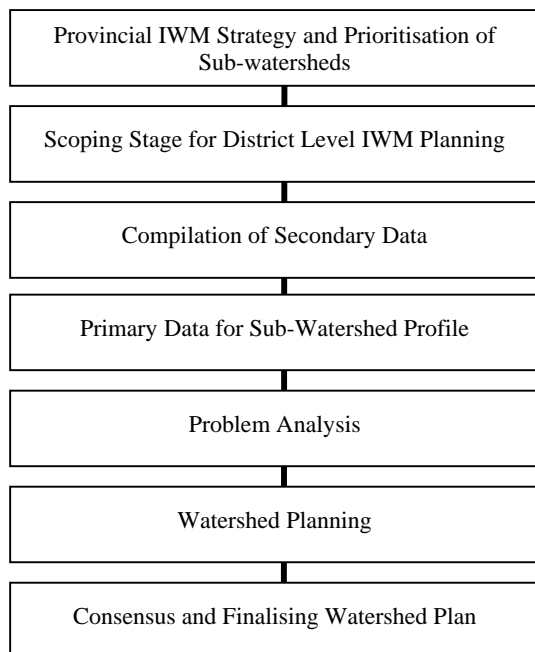 Provincial IWM Strategy and Prioritisation of
Sub-watersheds
Scoping Stage for District Level IWM Planning
Compilation of Secondary Data
Primary Data for Sub-Watershed Profile
Problem Analysis
Watershed Planning
Consensus and Finalising Watershed Plan